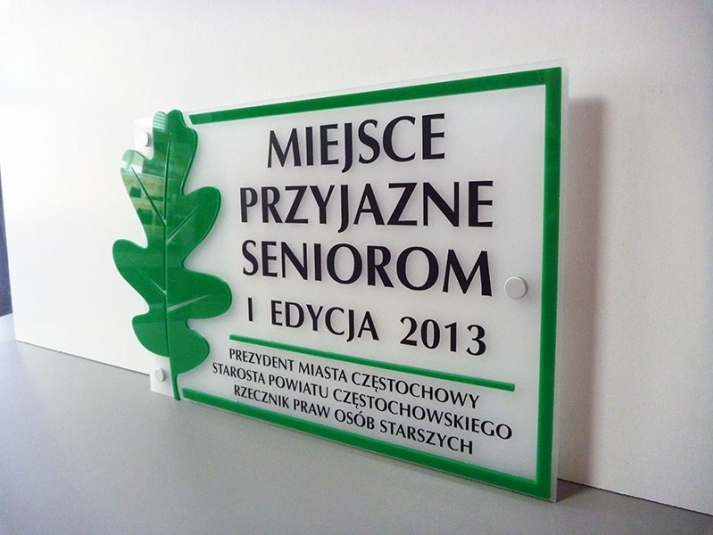 MIEJSCE
PRZYJAZNE
SENIOROM
I EDYCJA 2013
PREZYDENT MIASTA CZĘSTOCHOWY
STAROSTA POWIATU CZĘSTOCHOWSKIEGO
RZECZNIK PRAW OSÓB STARSZYCH